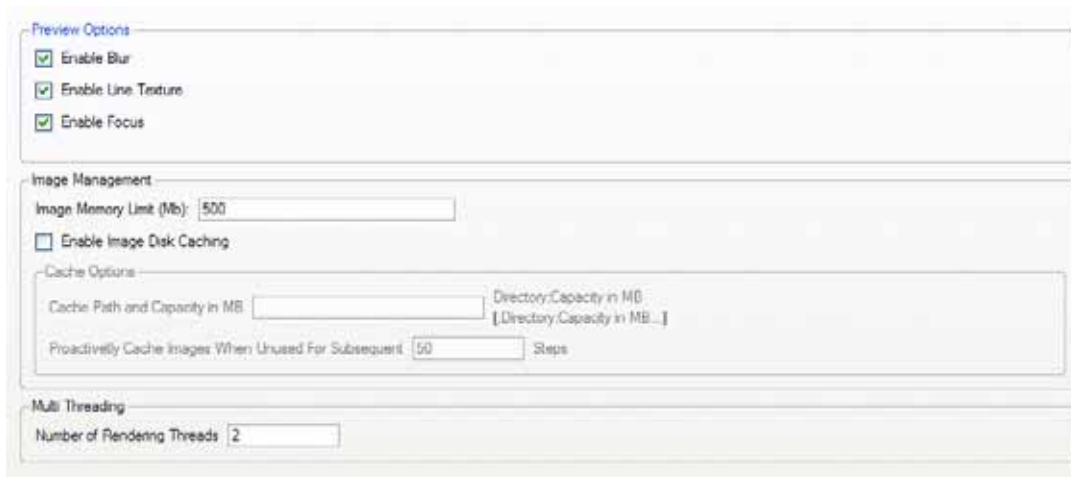 Preview Options
Enable Blur
Enable Line Texture
Enable Focus
Image Management
Image Memory Limit (Mb): 500
Enable Image Disk Caching
Cache Options
Cache Path and Capacity in MB
Directory:Capacity in MB
[,Directory:Capacity in MB...]
Proactivelly Cache Images When Unused For Subsequent 50 Steps
Multi Threading
Number of Rendering Threads 2